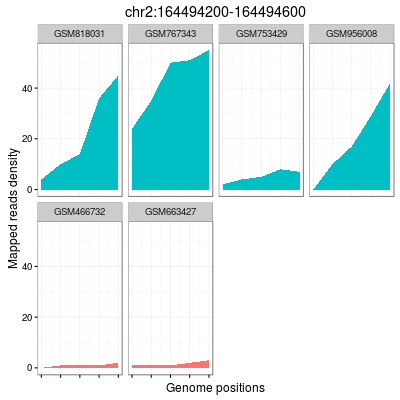 chr2:164494200-164494600
GSM818031 GSM767343 GSM753429 GSM956008
40
20
0
GSM466732 GSM663427
40
20
0
Mapped reads density
Genome positions